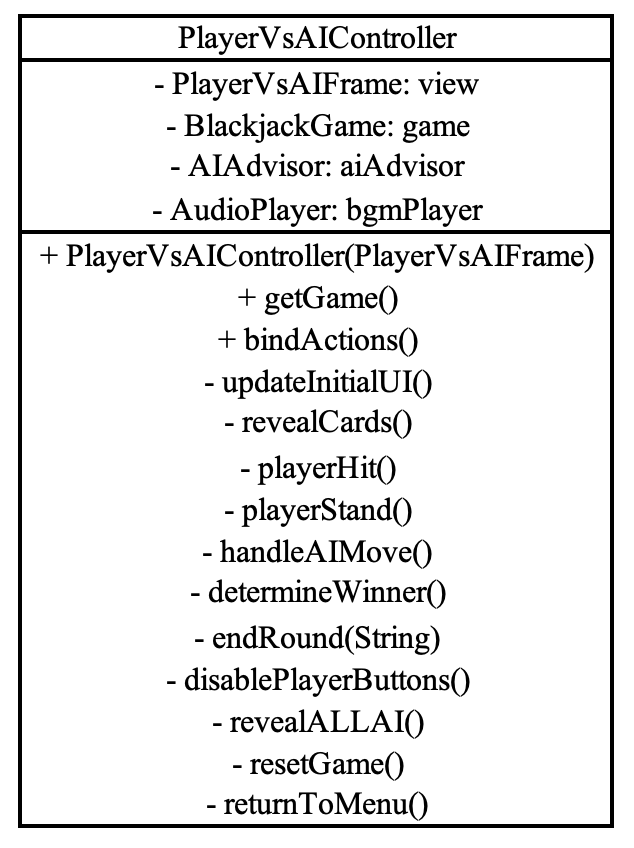 PlayerVsAIController
- PlayerVsAIFrame: view
- BlackjackGame: game
- AIAdvisor: aiAdvisor
- AudioPlayer: bgmPlayer
+ PlayerVsAIController(PlayerVsAIFrame)
+ getGame()
+ bindActions()
- updateInitialUI()
- revealCards()
- playerHit()
- playerStand()
- handleAIMove()
- determineWinner()
- endRound(String)
- disablePlayerButtons()
- revealALLAI()
- resetGame()
- returnToMenu()